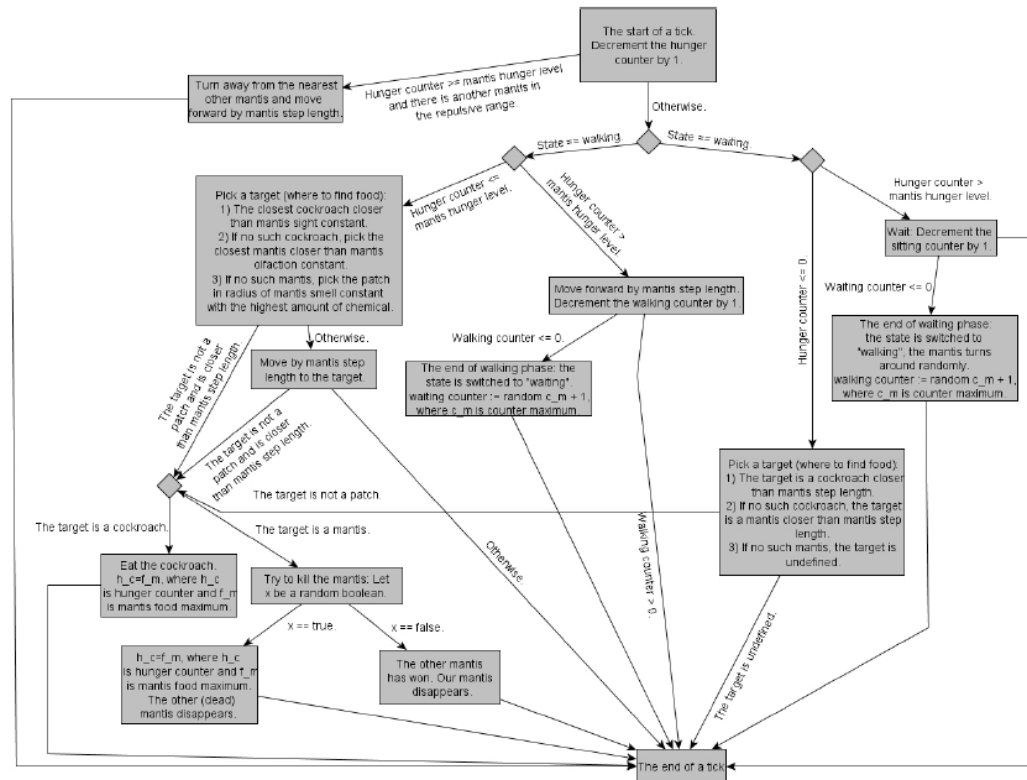 The start of a tick.
Decrement the hunger
counter by 1.
Turn away from the nearest
other mantis and move
forward by mantis step length.
Hunger counter >= mantis hunger level
and there is another mantis in
the repulsive range.
Otherwise.
State == walking.
State == waiting.
Hunger counter <=
mantis hunger level.
Hunger counter >
mantis hunger level
Hunger counter <= 0.
Hunger counter >
mantis hunger level.
Pick a target (where to find food):
1) The closest cockroach closer
than mantis sight constant.
2) If no such cockroach, pick the
closest mantis closer than mantis
olfaction constant.
3) If no such mantis, pick the patch
in radius of mantis smell constant
with the highest amount of chemical.
Wait: Decrement the
sitting counter by 1.
Move forward by mantis step length.
Decrement the walking counter by 1.
Waiting counter <= 0.
The end of waiting phase:
the state is switched to
"walking", the mantis turns
around randomly.
walking counter := random c_m + 1,
where c_m is counter maximum.
Otherwise.
Walking counter <= 0.
The target is not a
patch and is closer
than mantis step length.
Move by mantis step
length to the target.
The end of walking phase: the
state is switched to "waiting".
waiting counter := random c_m + 1,
where c_m is counter maximum.
The target is not a
patch and is closer
than mantis step length.
Pick a target (where to find food):
1) The target is a cockroach closer
than mantis step length.
2) If no such cockroach, the target
is a mantis closer than mantis step
length.
3) If no such mantis, the target is
undefined.
The target is not a patch.
The target is a cockroach.
The target is a mantis.
Otherwise.
Walking counter > 0.
Eat the cockroach.
h_c=f_m, where h_c
is hunger counter and f_m
is mantis food maximum.
Try to kill the mantis: Let
x be a random boolean.
x == true.
x == false.
The target is undefined.
h_c=f_m, where h_c
is hunger counter and f_m
is mantis food maximum.
The other (dead)
mantis disappears.
The other mantis
has won. Our mantis
disappears.
The end of a tick